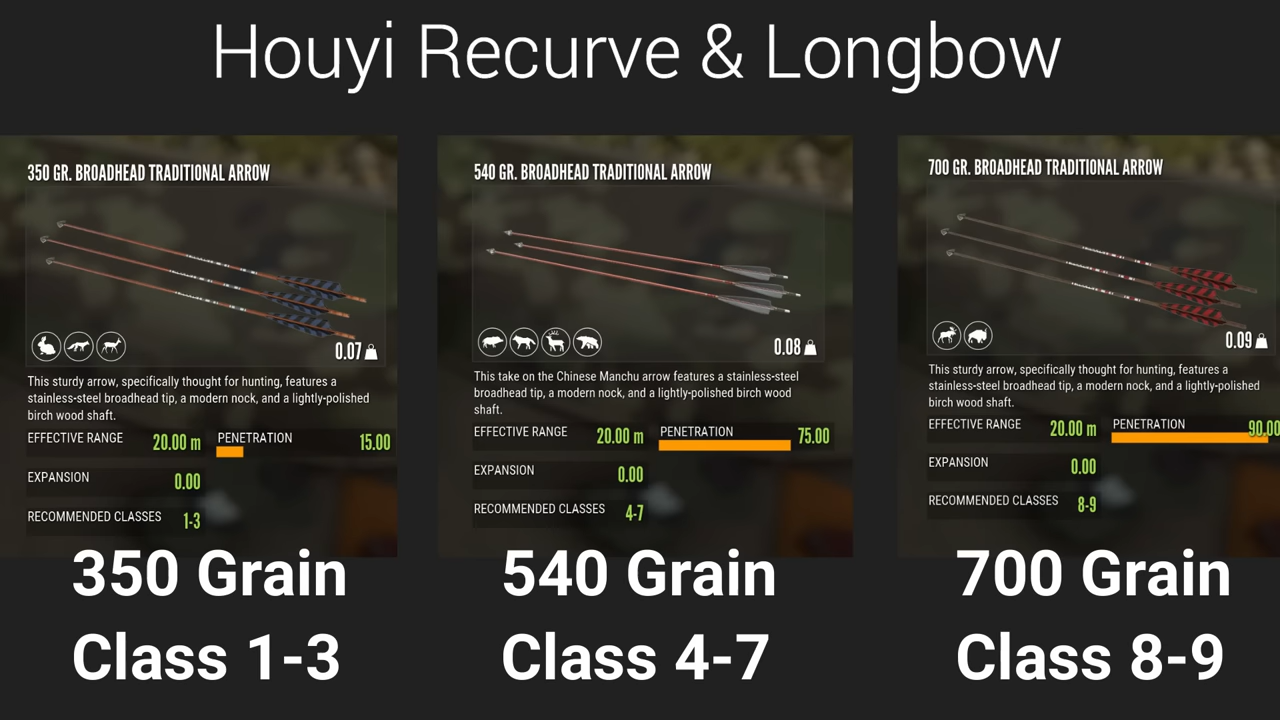 Houyi Recurve & Longbow
350 GR. BROADHEAD TRADITIONAL ARROW
0.07
This sturdy arrow, specifically thought for hunting, features a
stainless-steel broadhead tip, a modern nock, and a lightly-polished
birch wood shaft.
EFFECTIVE RANGE 20.00 m PENETRATION 15.00
EXPANSION 0.00
RECOMMENDED CLASSES 1-3
350 Grain
Class 1-3
540 GR. BROADHEAD TRADITIONAL ARROW
0.08
This take on the Chinese Manchu arrow features a stainless-steel
broadhead tip, a modern nock, and a lightly-polished birch wood
shaft.
EFFECTIVE RANGE 20.00 m PENETRATION 75.00
EXPANSION 0.00
RECOMMENDED CLASSES 4-7
540 Grain
Class 4-7
700 GR. BROADHEAD TRADITIONAL ARROW
0.09
This sturdy arrow, specifically thought for hunting, features a
stainless-steel broadhead tip, a modern nock, and a lightly-polished
birch wood shaft.
EFFECTIVE RANGE 20.00 m PENETRATION 90.00
EXPANSION 0.00
RECOMMENDED CLASSES 8-9
700 Grain
Class 8-9